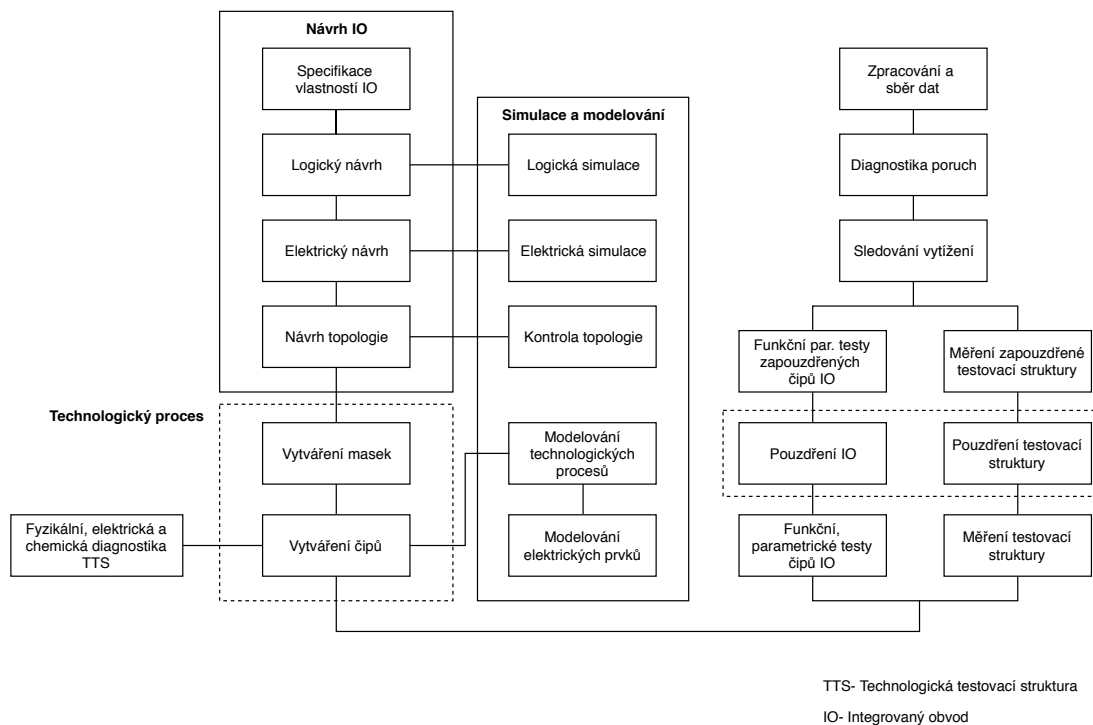 Návrh IO
Specifikace
vlastností IO
Logický návrh
Elektrický návrh
Návrh topologie
Simulace a modelování
Logická simulace
Elektrická simulace
Kontrola topologie
Technologický proces
Vytváření masek
Vytváření čipů
Fyzikální, elektrická a
chemická diagnostika
TTS
Modelování
technologických
procesů
Modelování
elektrických prvků
Zpracování a
sběr dat
Diagnostika poruch
Sledování vytížení
Funkční par. testy
zapouzdřených
čipů IO
Měření zapouzdřené
testovací struktury
Pouzdření IO
Pouzdření testovací
struktury
Funkční,
parametrické testy
čipů IO
Měření testovací
struktury
TTS- Technologická testovací struktura
IO- Integrovaný obvod